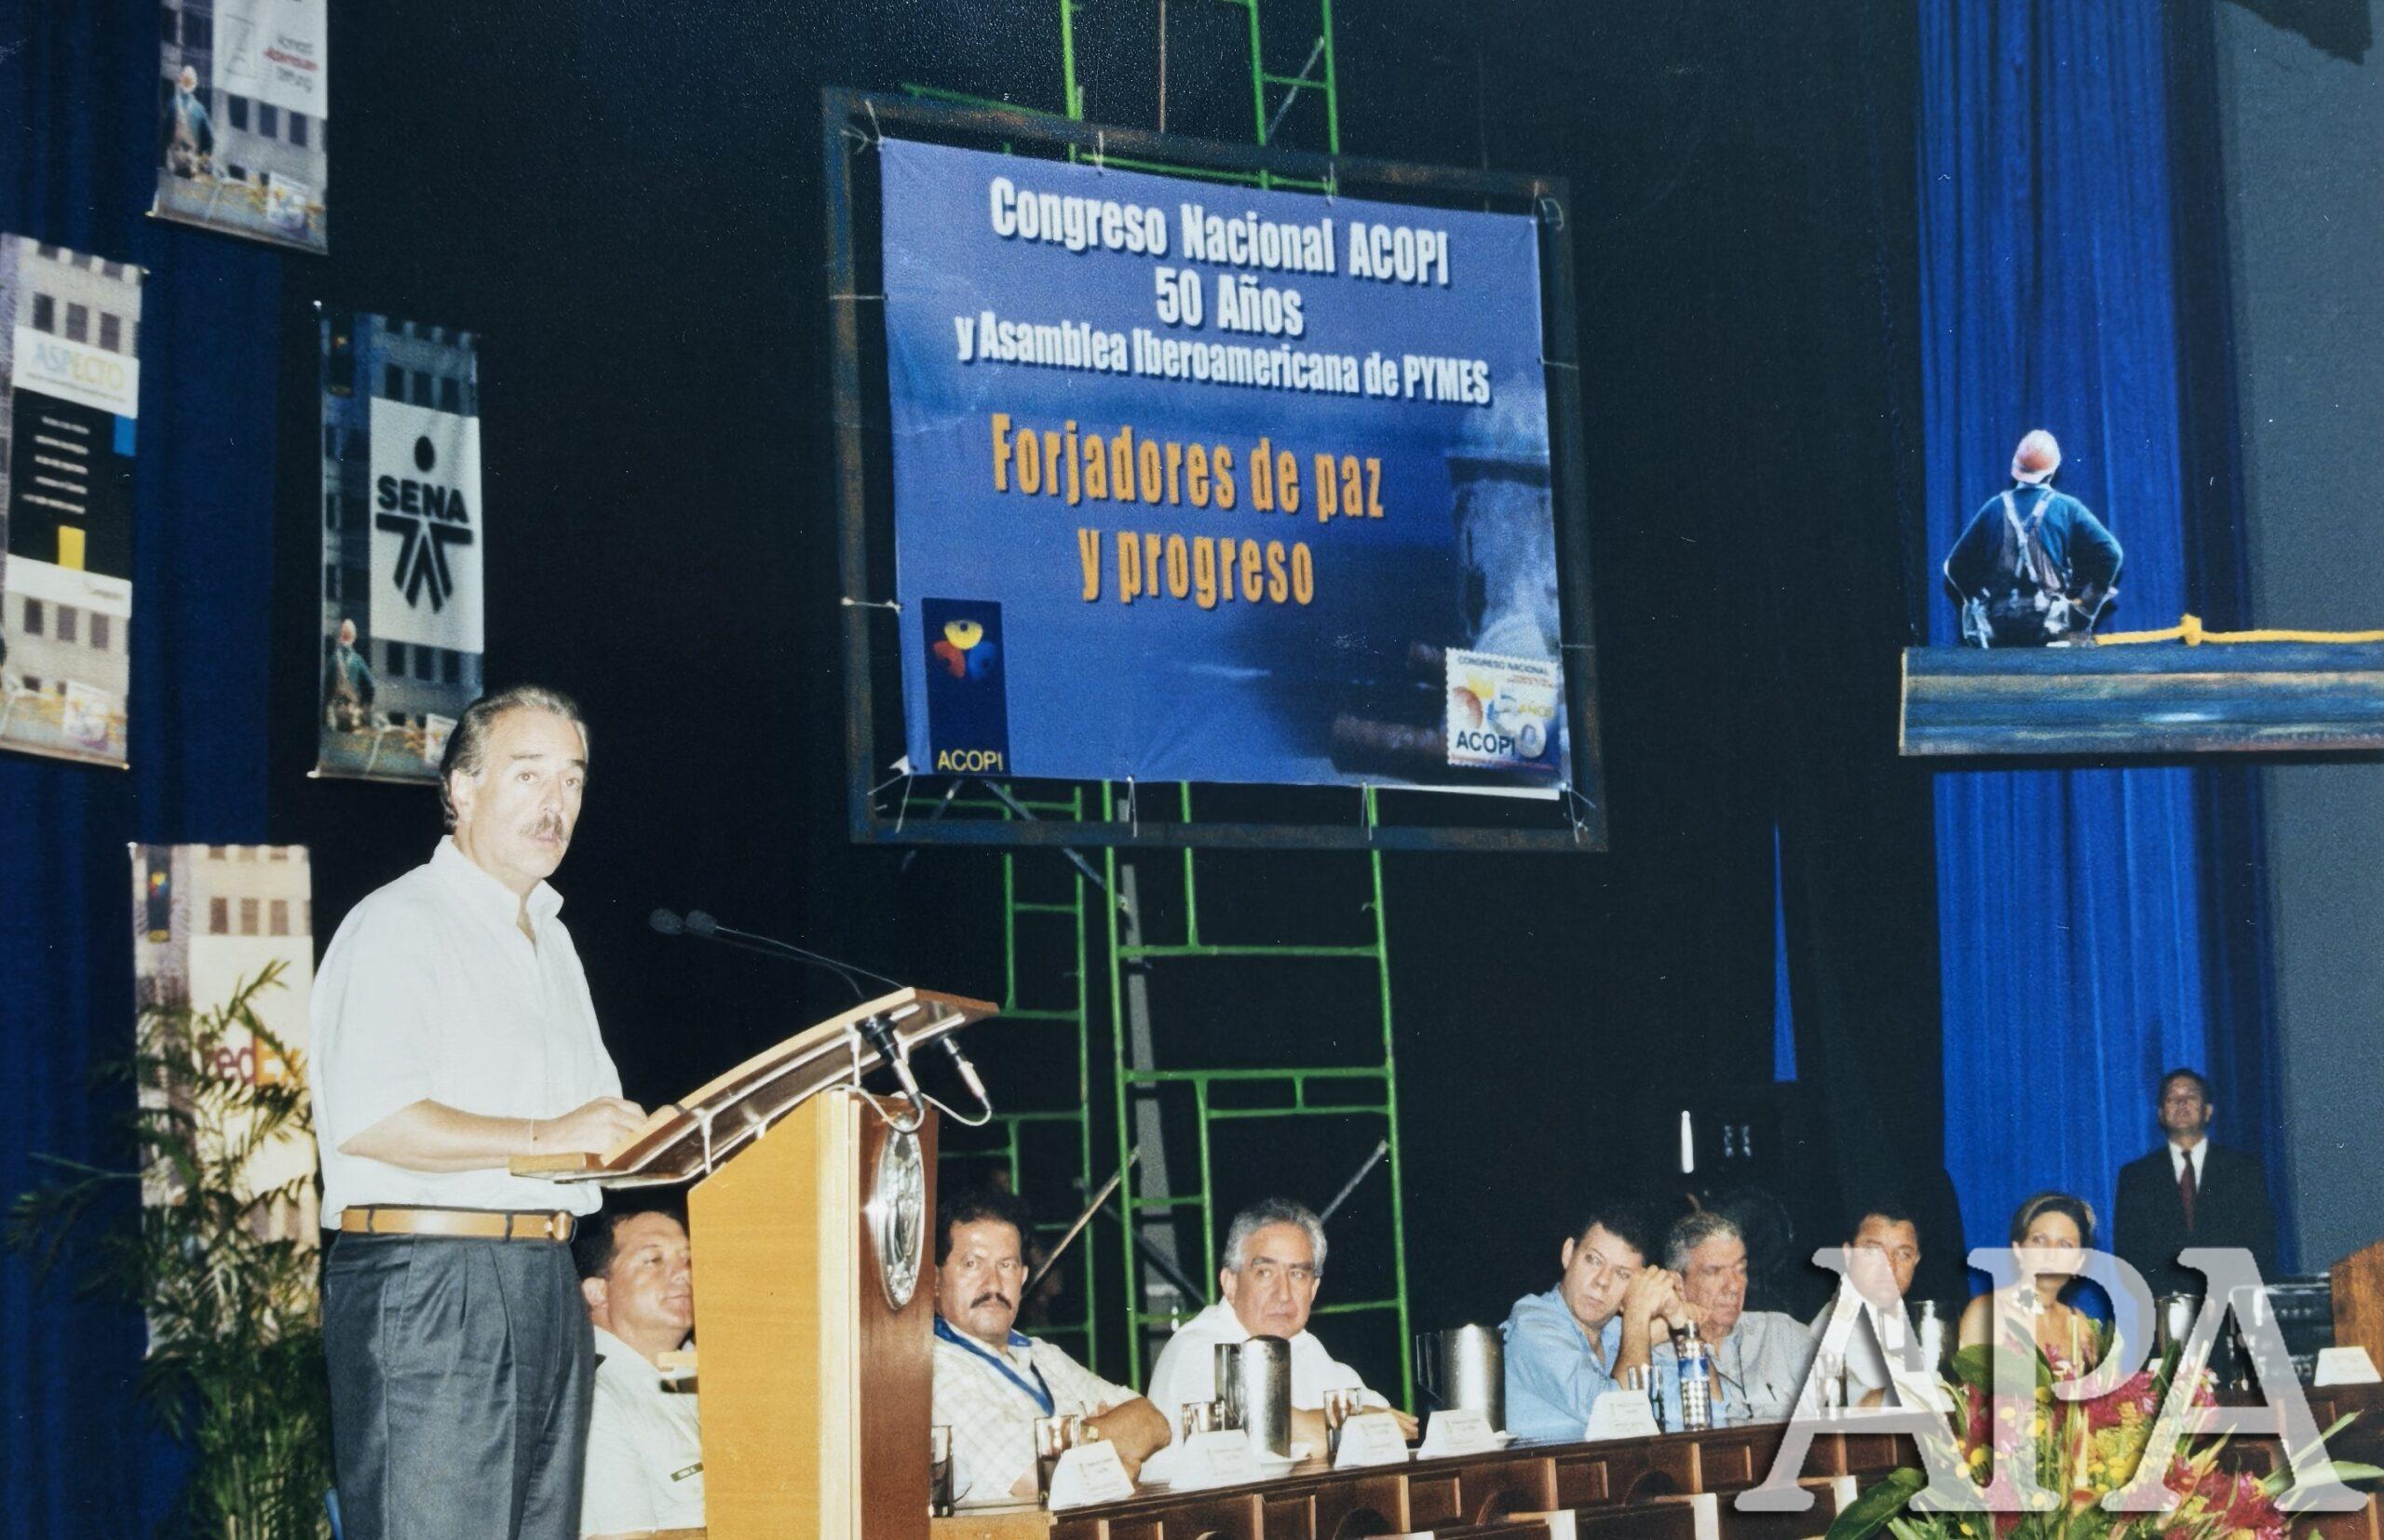 Congreso Nacional ACOPI
50 Años
y Asamblea Iberoamericana de PYMES
Forjadores de paz
y progreso
ACOPI
CONGRESO NACIONAL
AÑOS
ACOPI
ASPECTO
SENA
APA